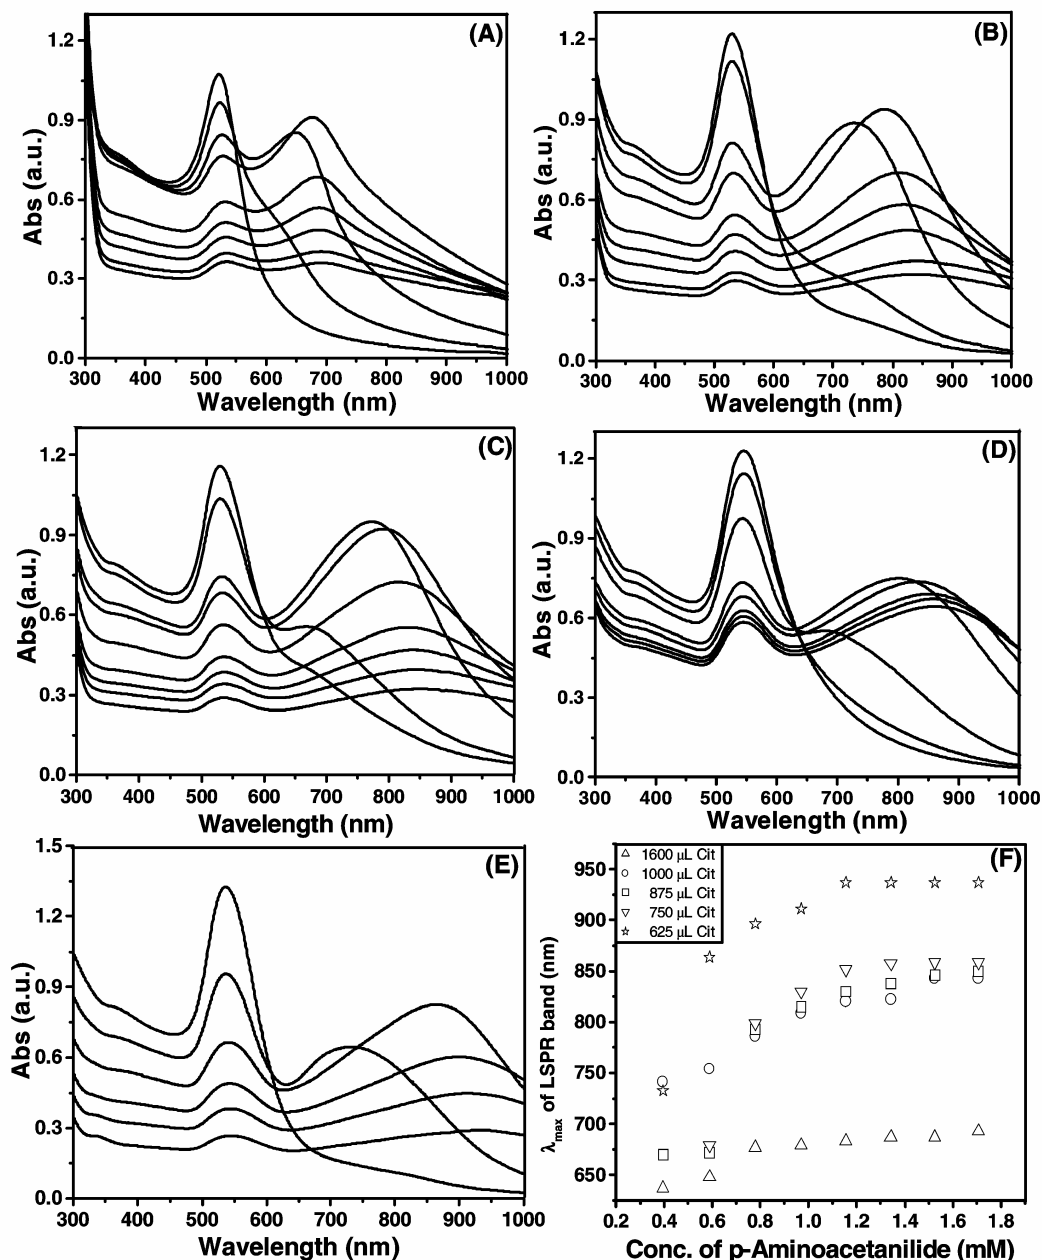 (A)
Abs (a.u.)
1.2
0.9
0.6
0.3
0.0
300 400 500 600 700 800 900 1000
Wavelength (nm)
(B)
Abs (a.u.)
1.2
0.9
0.6
0.3
0.0
300 400 500 600 700 800 900 1000
Wavelength (nm)
(C)
Abs (a.u.)
1.2
0.9
0.6
0.3
0.0
300 400 500 600 700 800 900 1000
Wavelength (nm)
(D)
Abs (a.u.)
1.2
0.9
0.6
0.3
0.0
300 400 500 600 700 800 900 1000
Wavelength (nm)
(E)
Abs (a.u.)
1.5
1.2
0.9
0.6
0.3
0.0
300 400 500 600 700 800 900 1000
Wavelength (nm)
(F)
1600 μL Cit
1000 μL Cit
875 μL Cit
750 μL Cit
625 μL Cit
λmax of LSPR band (nm)
950
900
850
800
750
700
650
0.2 0.4 0.6 0.8 1.0 1.2 1.4 1.6 1.8
Conc. of p-Aminoacetanilide (mM)